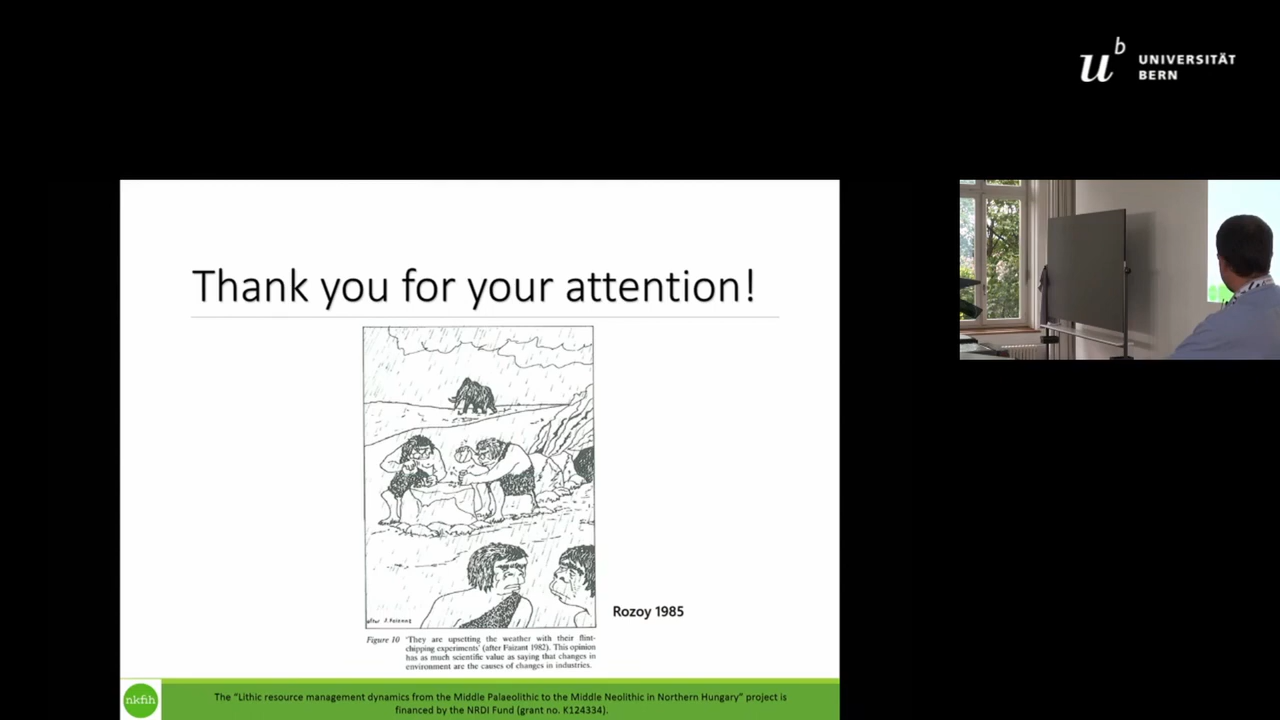 u^b UNIVERSITÄT
BERN
Thank you for your attention!
after J.Faizant
Rozoy 1985
Figure 10 'They are upsetting the weather with their flint-
chipping experiments' (after Faizant 1982). This opinion
has as much scientific value as saying that changes in
environment are the causes of changes in industries.
nkfih
The "Lithic resource management dynamics from the Middle Palaeolithic to the Middle Neolithic in Northern Hungary" project is
financed by the NRDI Fund (grant no. K124334).